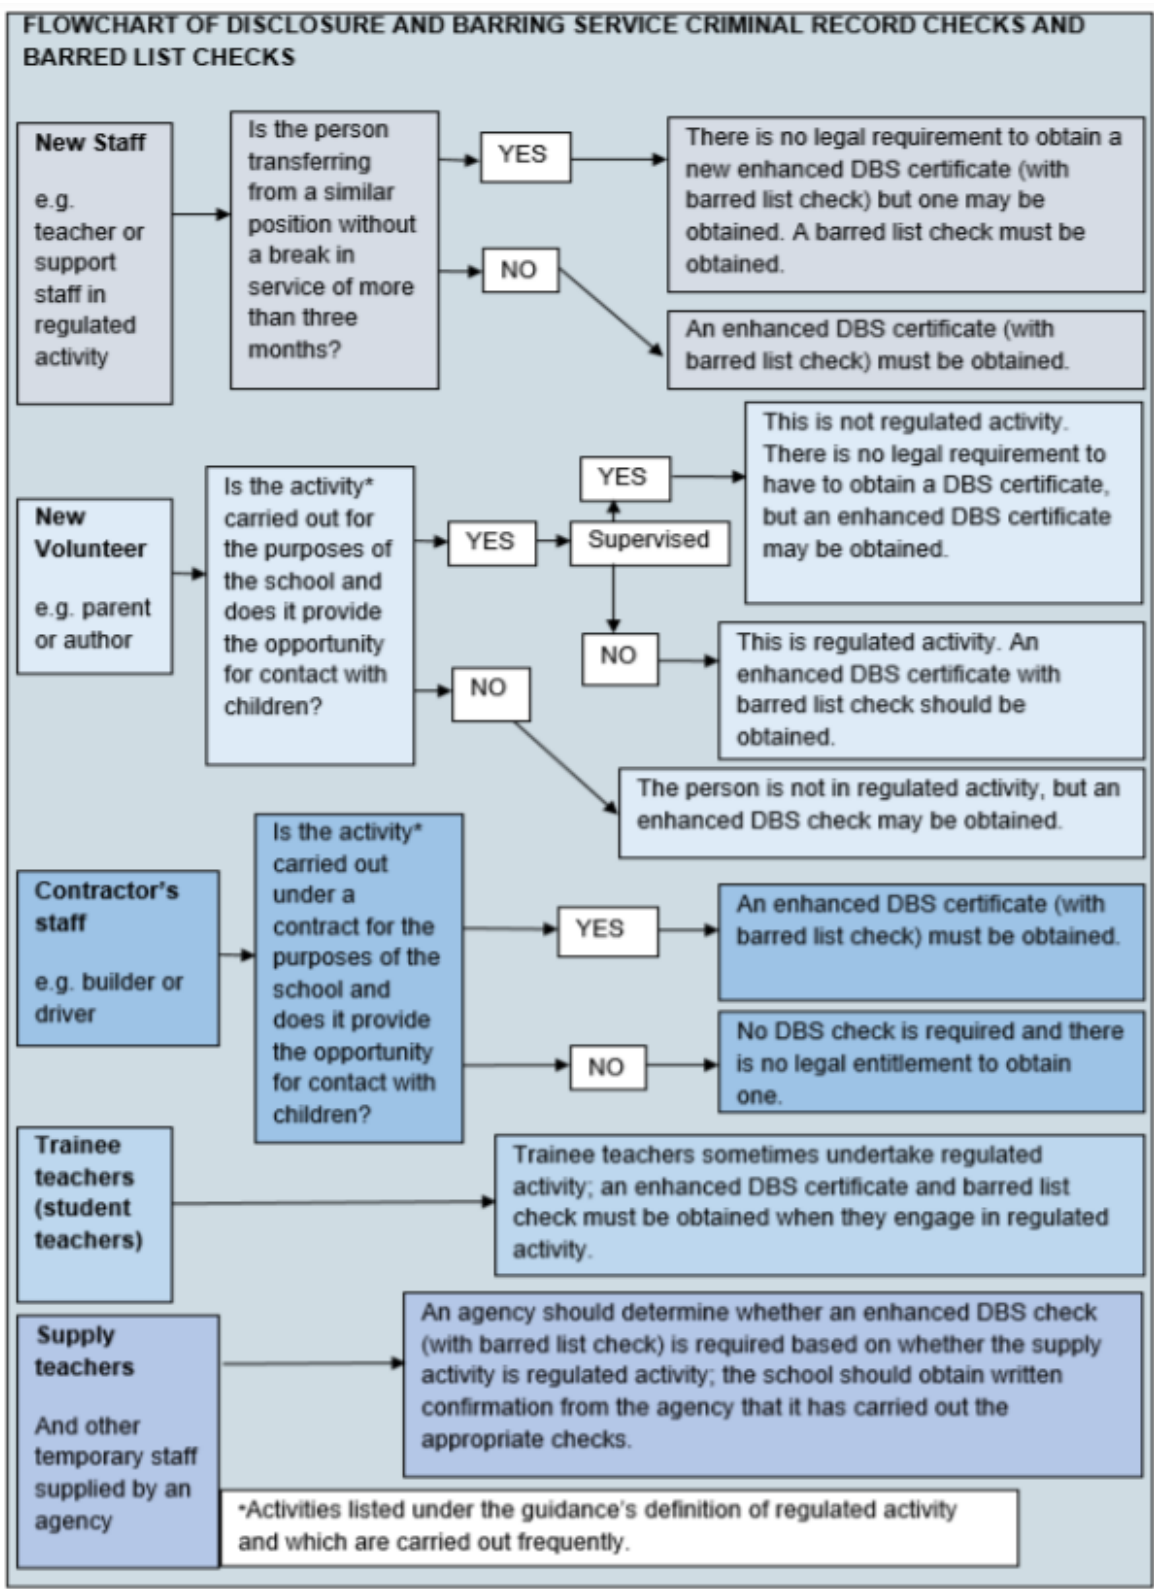 FLOWCHART OF DISCLOSURE AND BARRING SERVICE CRIMINAL RECORD CHECKS AND
BARRED LIST CHECKS
New Staff
e.g.
teacher or
support
staff in
regulated
activity
Is the person
transferring
from a similar
position without
a break in
service of more
than three
months?
YES
There is no legal requirement to obtain a
new enhanced DBS certificate (with
barred list check) but one may be
obtained. A barred list check must be
obtained.
NO
An enhanced DBS certificate (with
barred list check) must be obtained.
New
Volunteer
e.g. parent
or author
Is the activity*
carried out for
the purposes of
the school and
does it provide
the opportunity
for contact with
children?
YES
Supervised
YES
This is not regulated activity.
There is no legal requirement to
have to obtain a DBS certificate,
but an enhanced DBS certificate
may be obtained.
NO
This is regulated activity. An
enhanced DBS certificate with
barred list check should be
obtained.
NO
The person is not in regulated activity, but an
enhanced DBS check may be obtained.
Contractor's
staff
e.g. builder or
driver
Is the activity*
carried out
under a
contract for the
purposes of the
school and
does it provide
the opportunity
for contact with
children?
YES
An enhanced DBS certificate (with
barred list check) must be obtained.
NO
No DBS check is required and there
is no legal entitlement to obtain
one.
Trainee
teachers
(student
teachers)
Trainee teachers sometimes undertake regulated
activity; an enhanced DBS certificate and barred list
check must be obtained when they engage in regulated
activity.
Supply
teachers
And other
temporary staff
supplied by an
agency
An agency should determine whether an enhanced DBS check
(with barred list check) is required based on whether the supply
activity is regulated activity; the school should obtain written
confirmation from the agency that it has carried out the
appropriate checks.
*Activities listed under the guidance's definition of regulated activity
and which are carried out frequently.